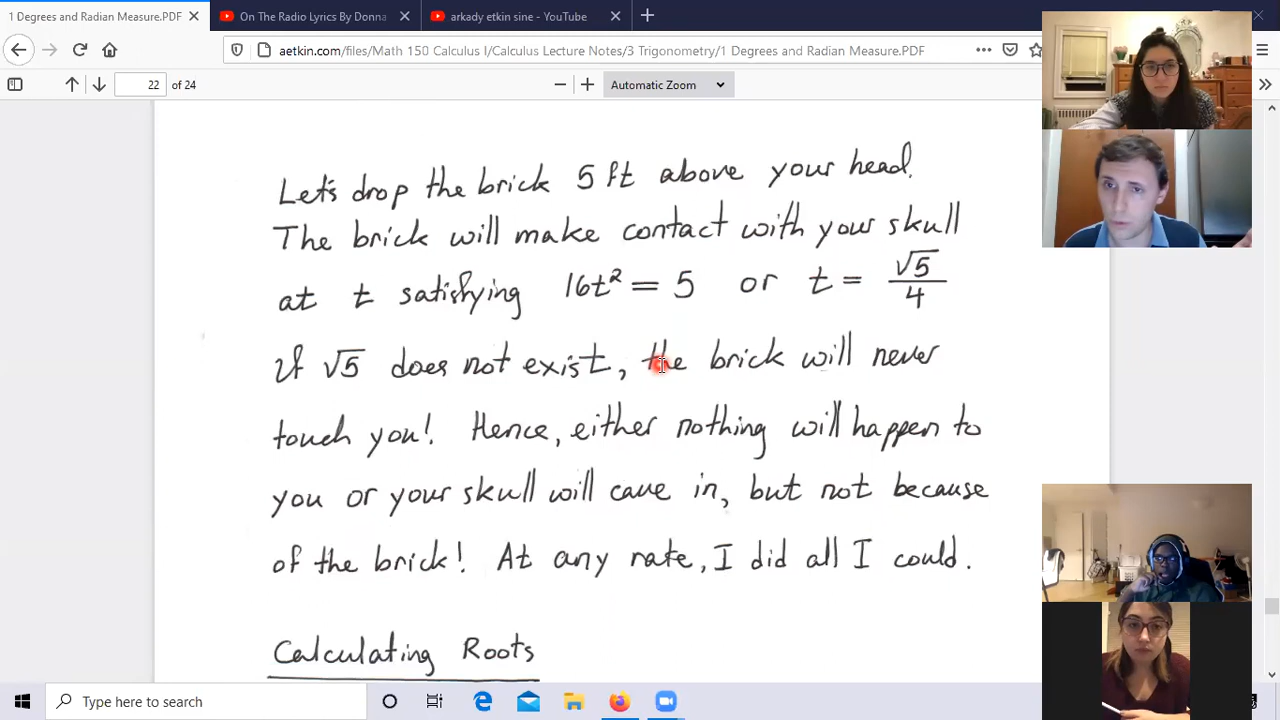 1 Degrees and Radian Measure.PDF
On The Radio Lyrics By Donna
arkady etkin sine - YouTube
aetkin.com/files/Math 150 Calculus I/Calculus Lecture Notes/3 Trigonometry/1 Degrees and Radian Measure.PDF
22 of 24
Automatic Zoom
Let's drop the brick 5 ft above your head.
The brick will make contact with your skull
at t satisfying 16t² = 5 or t = √5/4
If √5 does not exist, the brick will never
touch you! Hence, either nothing will happen to
you or your skull will cave in, but not because
of the brick! At any rate, I did all I could.
Calculating Roots
Type here to search